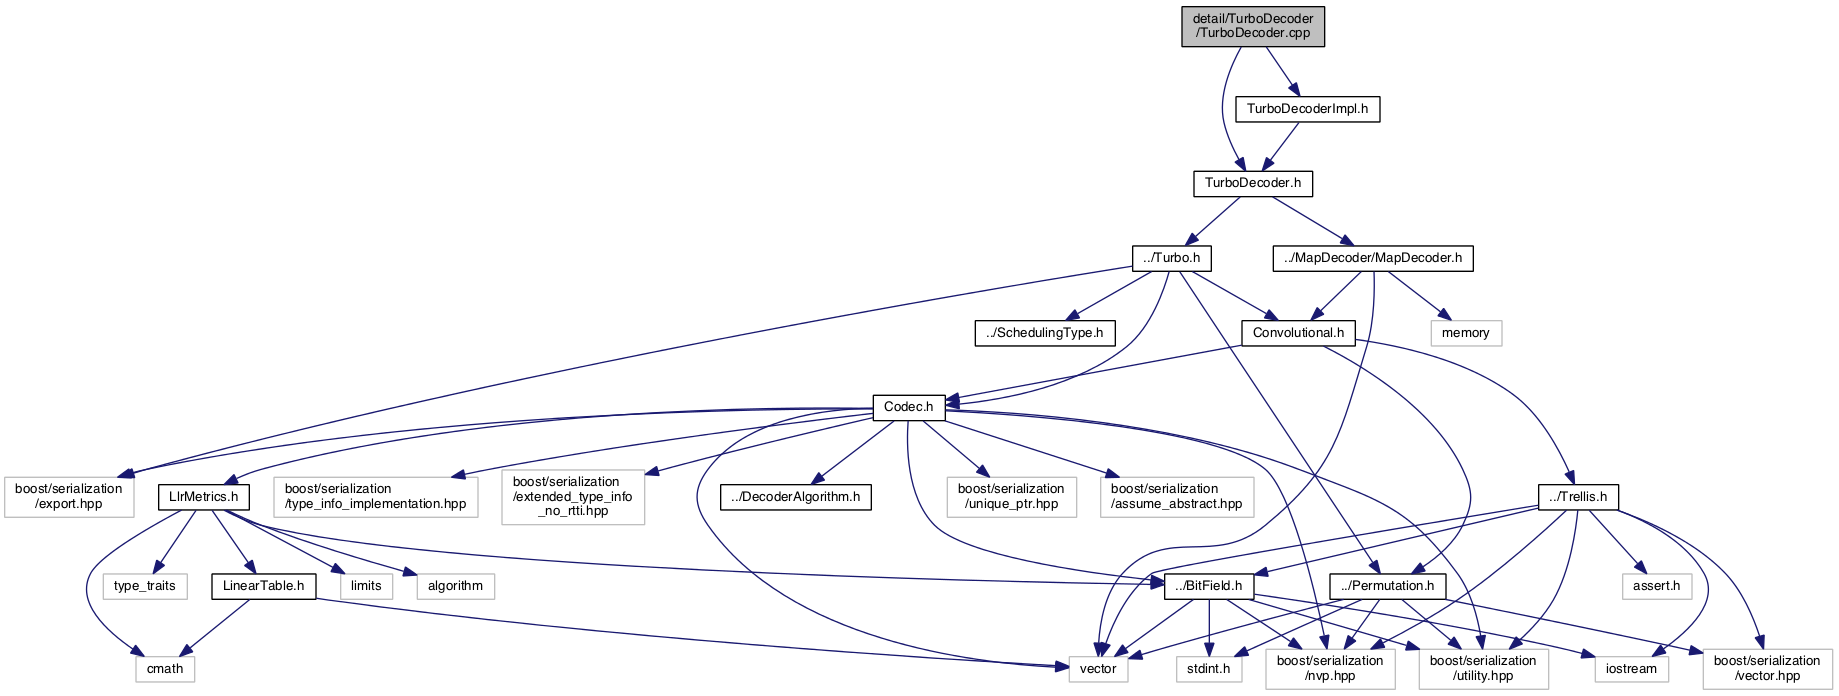 detail/TurboDecoder
/TurboDecoder.cpp
TurboDecoderImpl.h
TurboDecoder.h
../Turbo.h
../MapDecoder/MapDecoder.h
../SchedulingType.h
Convolutional.h
memory
Codec.h
boost/serialization
/export.hpp
LlrMetrics.h
boost/serialization
/type_info_implementation.hpp
boost/serialization
/extended_type_info
_no_rtti.hpp
../DecoderAlgorithm.h
boost/serialization
/unique_ptr.hpp
boost/serialization
/assume_abstract.hpp
../Trellis.h
type_traits
LinearTable.h
limits
algorithm
../BitField.h
../Permutation.h
assert.h
cmath
vector
stdint.h
boost/serialization
/nvp.hpp
boost/serialization
/utility.hpp
iostream
boost/serialization
/vector.hpp